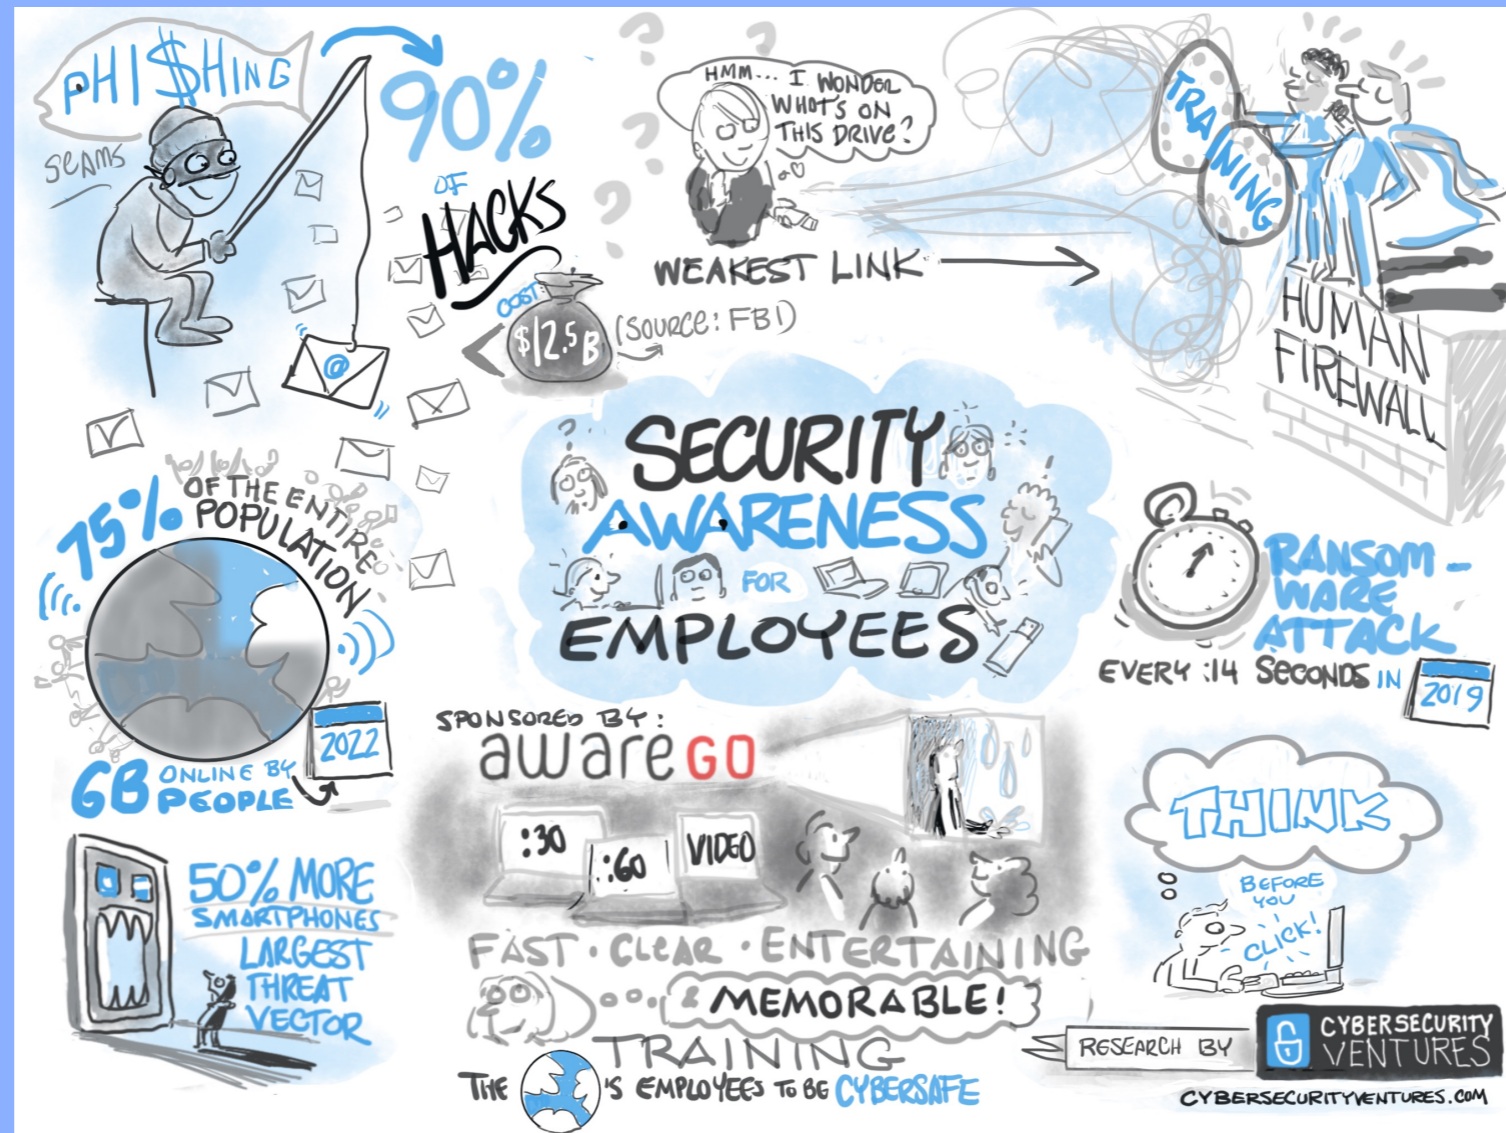 PHI$HING
SCAMS
90%
OF
HACKS
COST:
$12.5 B
(SOURCE: FBI)
HMM... I WONDER
WHAT'S ON
THIS DRIVE?
WEAKEST LINK
TRAINING
HUMAN
FIREWALL
@
SECURITY
AWARENESS
FOR
EMPLOYEES
75%
OF THE ENTIRE
POPULATION
2022
6B ONLINE BY
PEOPLE
RANSOM-
WARE
ATTACK
EVERY :14 SECONDS IN
2019
50% MORE
SMARTPHONES
LARGEST
THREAT
VECTOR
SPONSORED BY:
aware GO
:30
:60
VIDEO
FAST · CLEAR · ENTERTAINING
& MEMORABLE!
TRAINING
THE 'S EMPLOYEES TO BE CYBERSAFE
THINK
BEFORE
YOU
CLICK!
RESEARCH BY
CYBERSECURITY
VENTURES
CYBERSECURITYVENTURES.COM